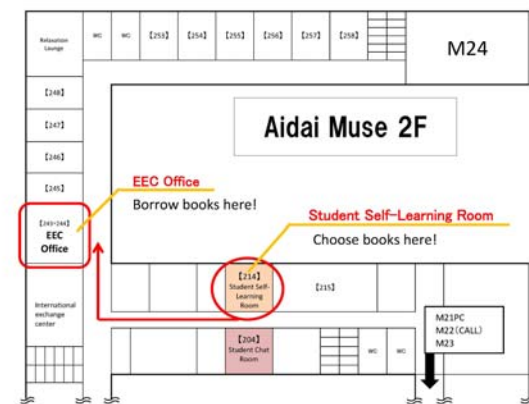 Relaxation
Lounge
WC
WC
【253】
【254】
【255】
【256】
【257】
【258】
M24
【248】
【247】
【246】
【245】
Aidai Muse 2F
EEC Office
Borrow books here!
【243~244】
EEC
Office
Student Self-Learning Room
Choose books here!
【214】
Student Self-
Learning
Room
【215】
International
exchange
center
【204】
Student Chat
Room
WC
WC
M21PC
M22(CALL)
M23